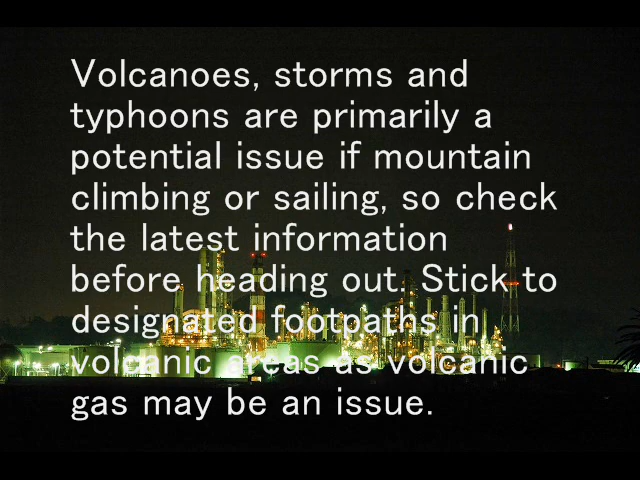 Volcanoes, storms and
typhoons are primarily a
potential issue if mountain
climbing or sailing, so check
the latest information
before heading out. Stick to
designated footpaths in
volcanic areas as volcanic
gas may be an issue.